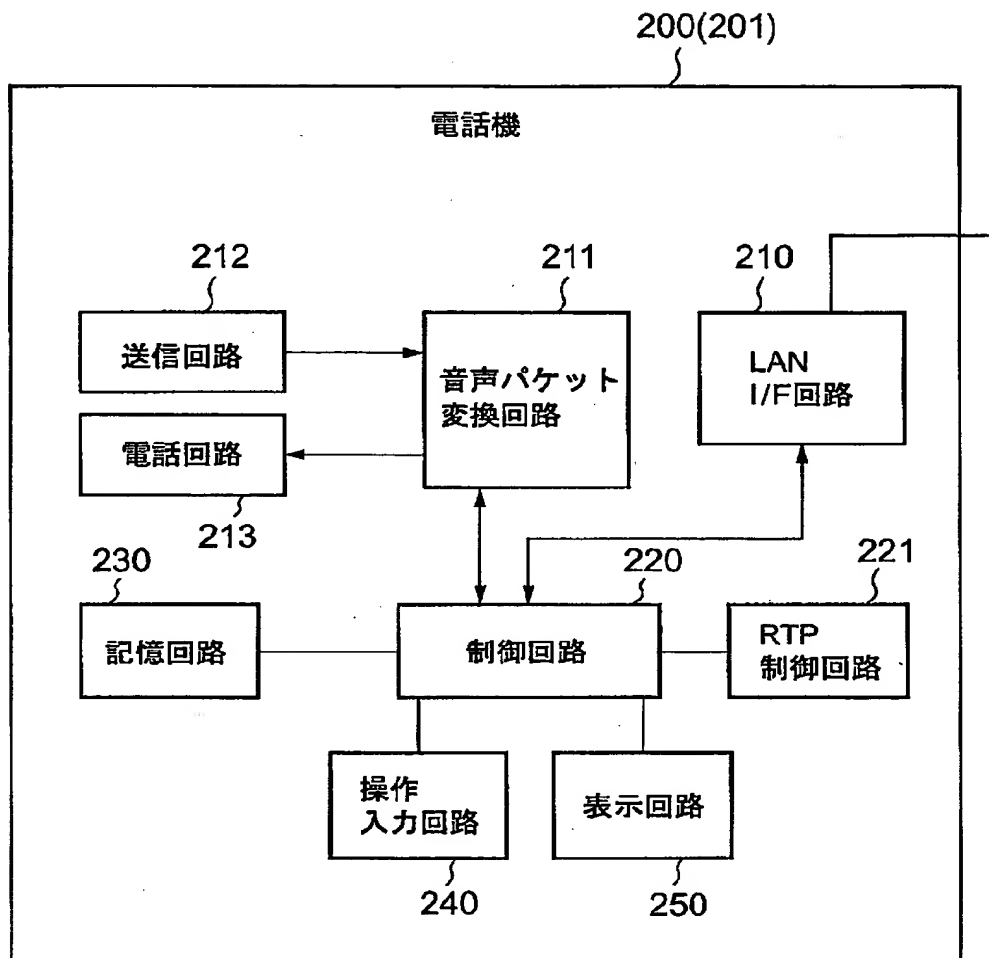 200(201)
電話機
212
211
210
送信回路
音声パケット
変換回路
LAN
I/F回路
電話回路
213
230
220
221
記憶回路
制御回路
RTP
制御回路
操作
入力回路
表示回路
240
250